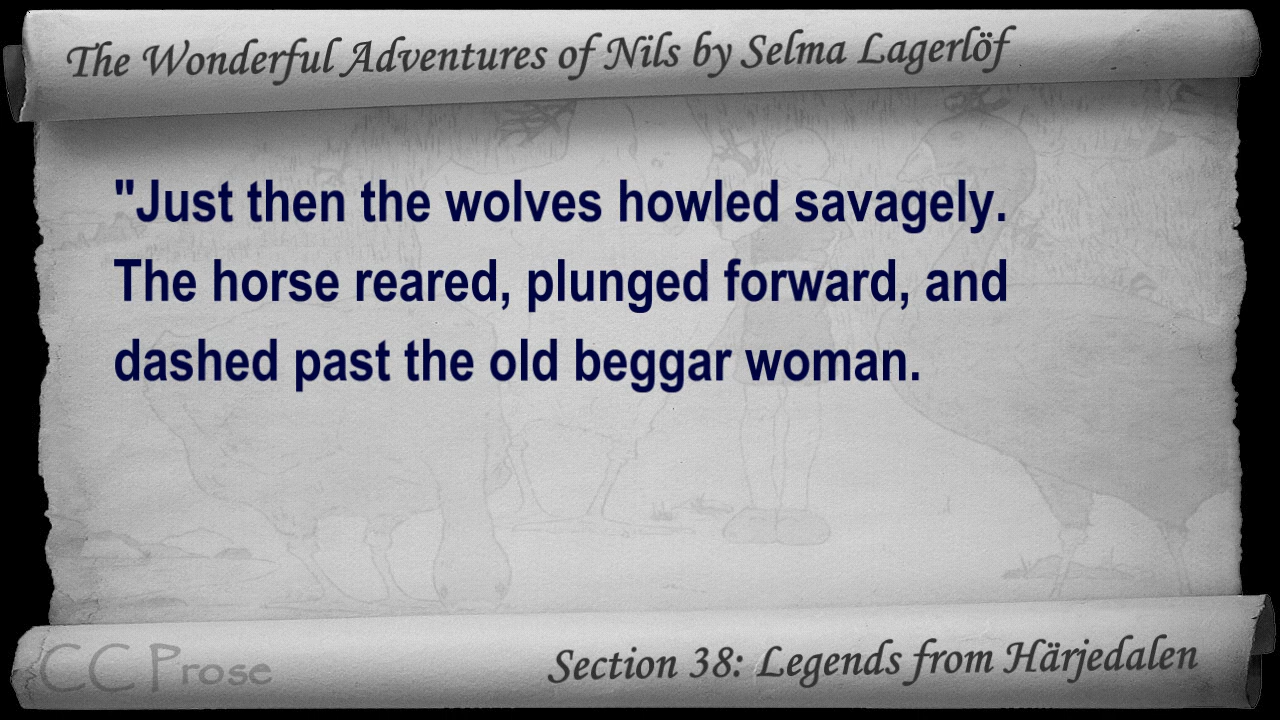 The Wonderful Adventures of Nils by Selma Lagerlöf
"Just then the wolves howled savagely.
The horse reared, plunged forward, and
dashed past the old beggar woman.
CC Prose
Section 38: Legends from Härjedalen